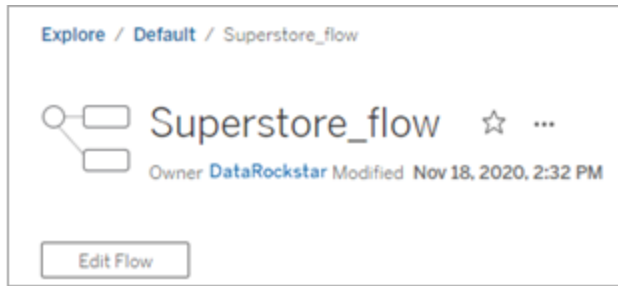 Explore / Default / Superstore_flow
Superstore_flow ☆ ...
Owner DataRockstar Modified Nov 18, 2020, 2:32 PM
Edit Flow